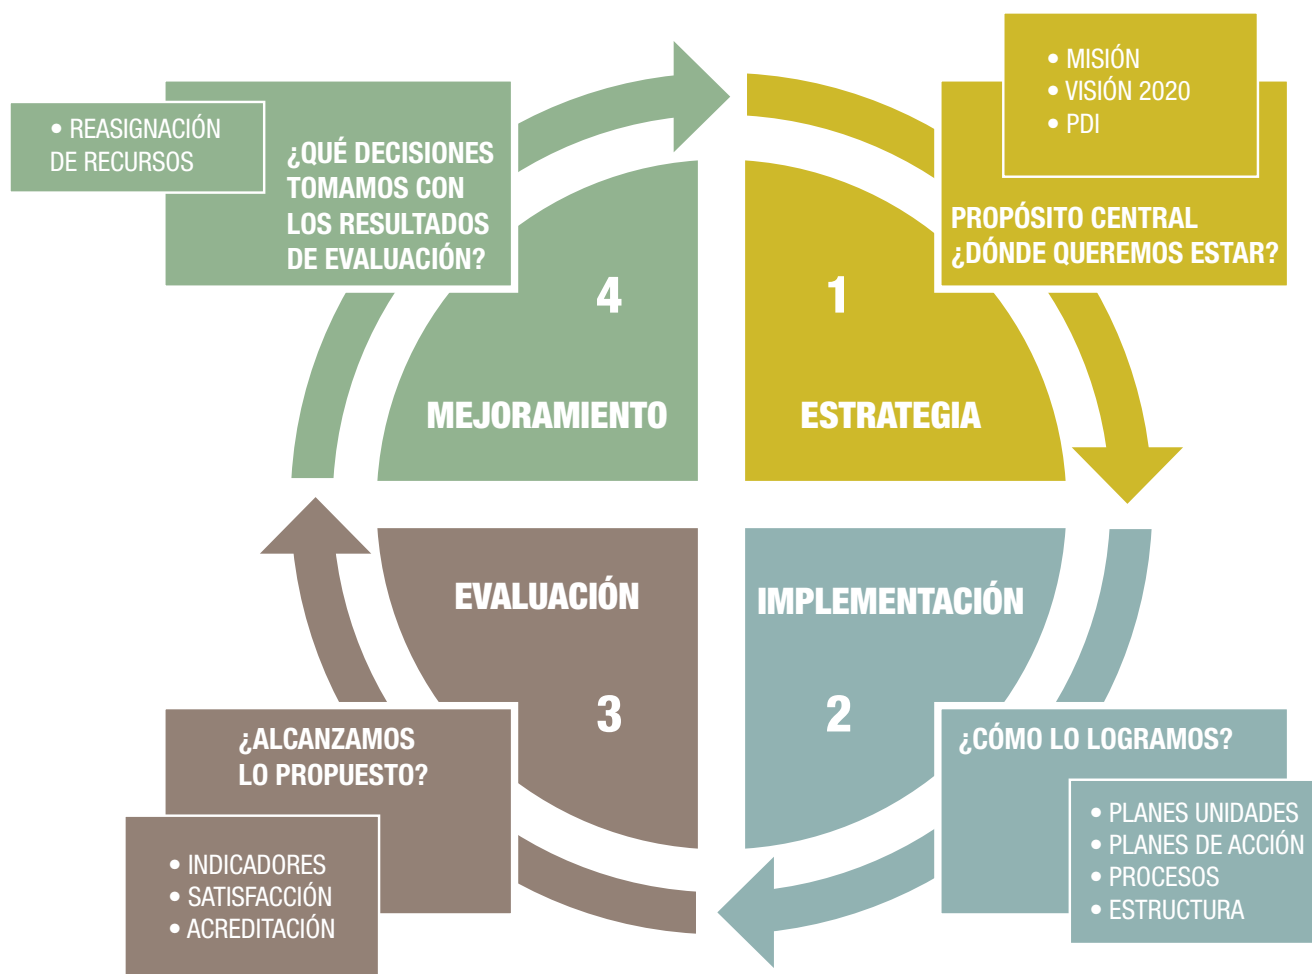 • MISIÓN
• VISIÓN 2020
• PDI
PROPÓSITO CENTRAL
¿DÓNDE QUEREMOS ESTAR?
1
ESTRATEGIA
IMPLEMENTACIÓN
2
¿CÓMO LO LOGRAMOS?
• PLANES UNIDADES
• PLANES DE ACCIÓN
• PROCESOS
• ESTRUCTURA
EVALUACIÓN
3
¿ALCANZAMOS
LO PROPUESTO?
• INDICADORES
• SATISFACCIÓN
• ACREDITACIÓN
4
MEJORAMIENTO
¿QUÉ DECISIONES
TOMAMOS CON
LOS RESULTADOS
DE EVALUACIÓN?
• REASIGNACIÓN
DE RECURSOS